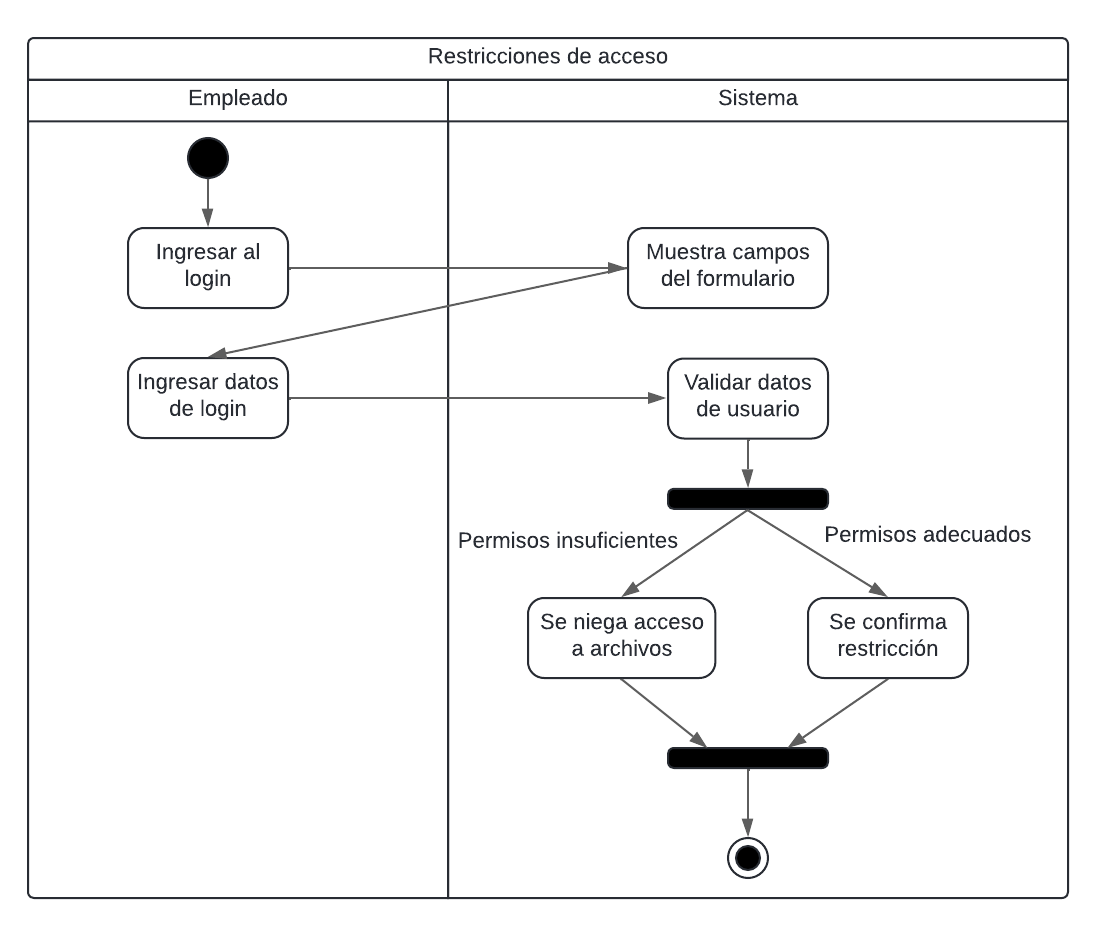 Restricciones de acceso
Empleado
Sistema
Ingresar al
login
Muestra campos
del formulario
Ingresar datos
de login
Validar datos
de usuario
Permisos insuficientes
Permisos adecuados
Se niega acceso
a archivos
Se confirma
restricción